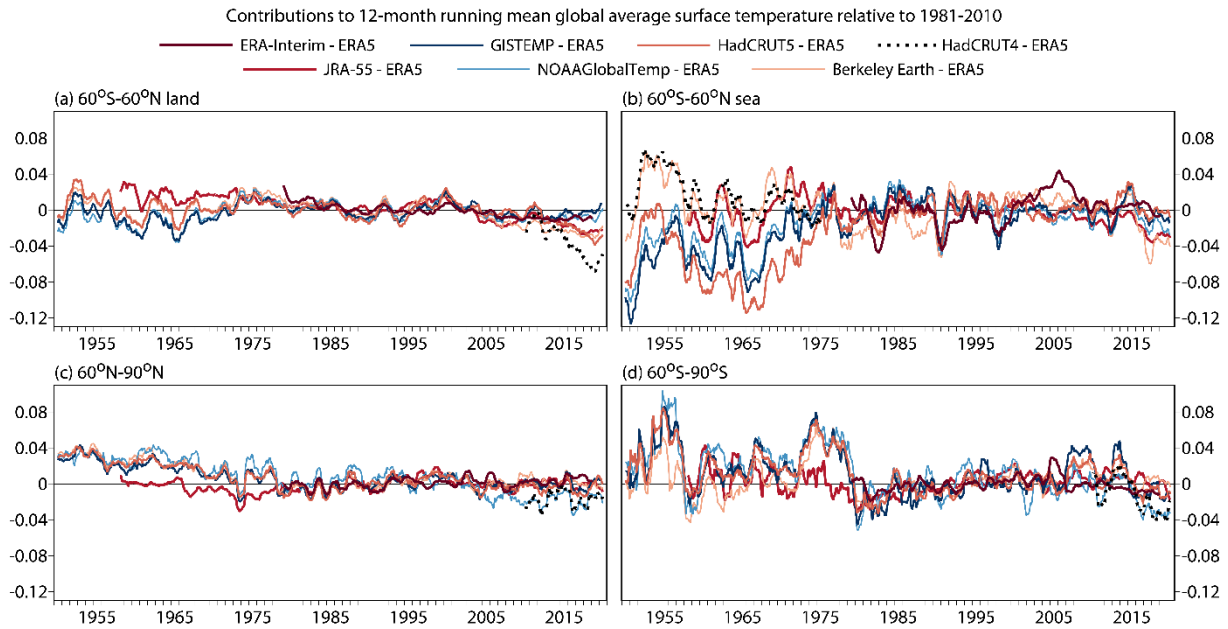 Contributions to 12-month running mean global average surface temperature relative to 1981-2010
ERA-Interim - ERA5 GISTEMP - ERA5 HadCRUT5 - ERA5 HadCRUT4 - ERA5
JRA-55 - ERA5 NOAAGlobalTemp - ERA5 Berkeley Earth - ERA5
(a) 60°S-60°N land (b) 60°S-60°N sea
0.08 0.08
0.04 0.04
0 0
-0.04 -0.04
-0.08 -0.08
-0.12 -0.12
1955 1965 1975 1985 1995 2005 2015 1955 1965 1975 1985 1995 2005 2015
(c) 60°N-90°N (d) 60°S-90°S
0.08 0.08
0.04 0.04
0 0
-0.04 -0.04
-0.08 -0.08
-0.12 -0.12
1955 1965 1975 1985 1995 2005 2015 1955 1965 1975 1985 1995 2005 2015